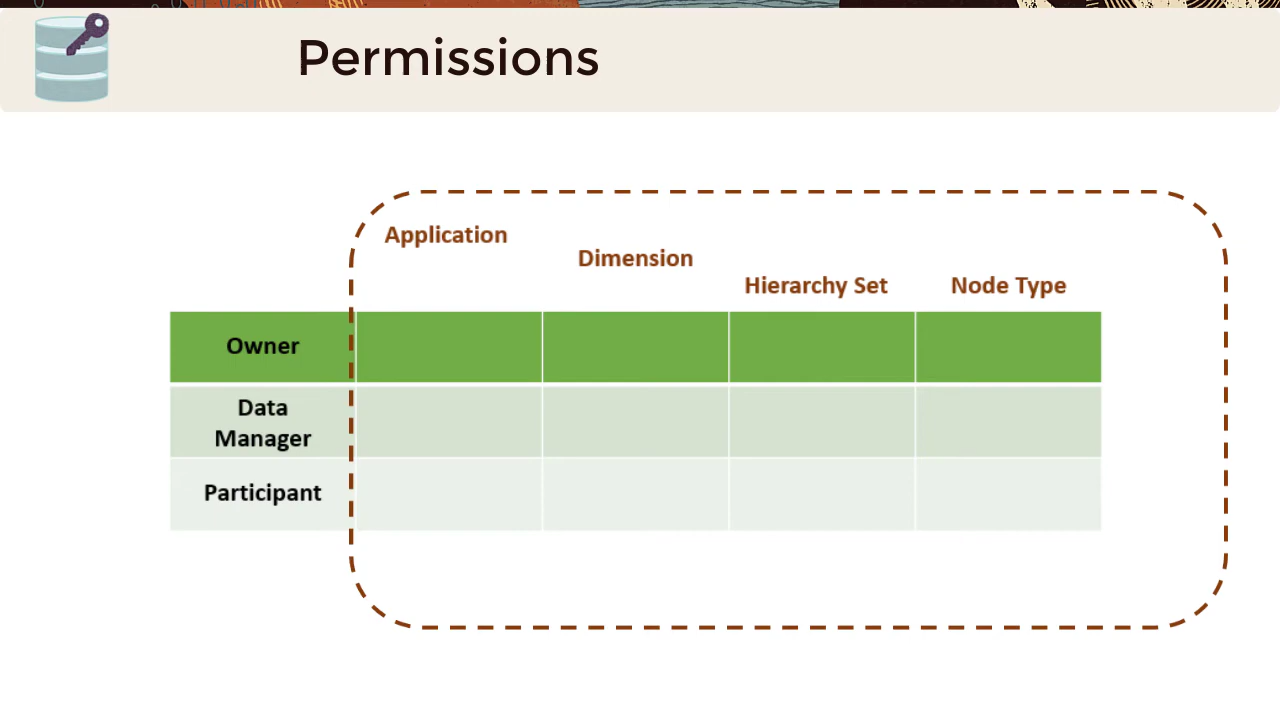 Permissions
Application
Dimension
Hierarchy Set
Node Type
Owner
Data
Manager
Participant